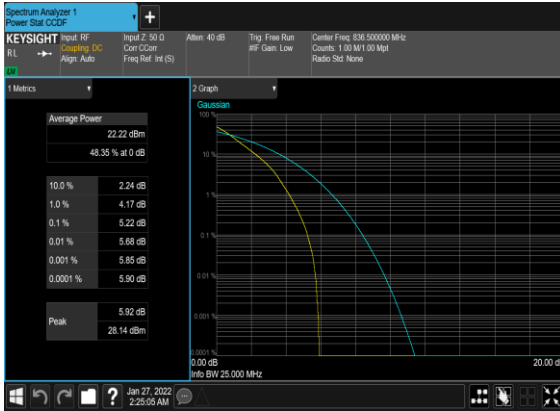 Spectrum Analyzer 1
Power Stat CCDF
KEYSIGHT
RL
Input: RF
Coupling: DC
Align: Auto
Input Z: 50 Ω
Corr CCorr
Freq Ref: Int (S)
Atten: 40 dB
Trig: Free Run
#IF Gain: Low
Center Freq: 836.500000 MHz
Counts: 1.00 M/1.00 Mpt
Radio Std: None
1 Metrics
Average Power
22.22 dBm
48.35 % at 0 dB
10.0 % 2.24 dB
1.0 % 4.17 dB
0.1 % 5.22 dB
0.01 % 5.68 dB
0.001 % 5.85 dB
0.0001 % 5.90 dB
Peak
5.92 dB
28.14 dBm
2 Graph
Gaussian
100 %
10 %
1 %
0.1 %
0.01 %
0.001 %
0.0001 %
0.00 dB
20.00 d
Info BW 25.000 MHz
?
Jan 27, 2022
2:25:05 AM